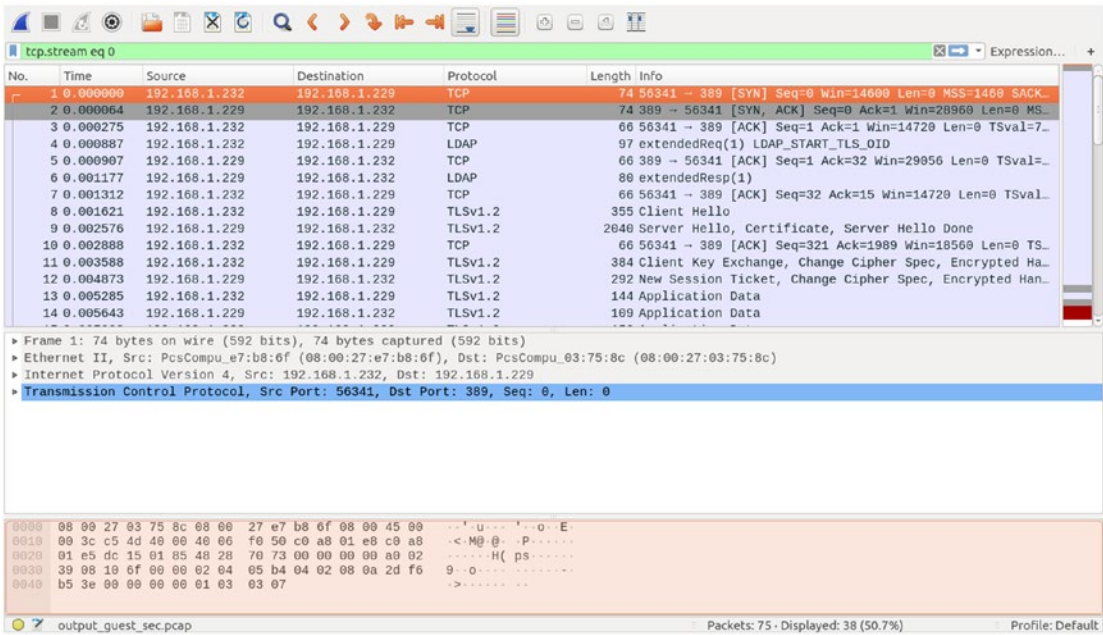 tcp.stream eq 0 Expression... +
No. Time Source Destination Protocol Length Info
1 0.000000 192.168.1.232 192.168.1.229 TCP 74 56341 → 389 [SYN] Seq=0 Win=14600 Len=0 MSS=1460 SACK…
2 0.000064 192.168.1.229 192.168.1.232 TCP 74 389 → 56341 [SYN, ACK] Seq=0 Ack=1 Win=28960 Len=0 MS…
3 0.000275 192.168.1.232 192.168.1.229 TCP 66 56341 → 389 [ACK] Seq=1 Ack=1 Win=14720 Len=0 TSval=7…
4 0.000887 192.168.1.232 192.168.1.229 LDAP 97 extendedReq(1) LDAP_START_TLS_OID
5 0.000907 192.168.1.229 192.168.1.232 TCP 66 389 → 56341 [ACK] Seq=1 Ack=32 Win=29056 Len=0 TSval=…
6 0.001177 192.168.1.229 192.168.1.232 LDAP 80 extendedResp(1)
7 0.001312 192.168.1.232 192.168.1.229 TCP 66 56341 → 389 [ACK] Seq=32 Ack=15 Win=14720 Len=0 TSval…
8 0.001621 192.168.1.232 192.168.1.229 TLSv1.2 355 Client Hello
9 0.002576 192.168.1.229 192.168.1.232 TLSv1.2 2040 Server Hello, Certificate, Server Hello Done
10 0.002888 192.168.1.232 192.168.1.229 TCP 66 56341 → 389 [ACK] Seq=321 Ack=1989 Win=18560 Len=0 TS…
11 0.003588 192.168.1.232 192.168.1.229 TLSv1.2 384 Client Key Exchange, Change Cipher Spec, Encrypted Ha…
12 0.004873 192.168.1.229 192.168.1.232 TLSv1.2 292 New Session Ticket, Change Cipher Spec, Encrypted Han…
13 0.005285 192.168.1.232 192.168.1.229 TLSv1.2 144 Application Data
14 0.005643 192.168.1.229 192.168.1.232 TLSv1.2 109 Application Data
Frame 1: 74 bytes on wire (592 bits), 74 bytes captured (592 bits)
Ethernet II, Src: PcsCompu_e7:b8:6f (08:00:27:e7:b8:6f), Dst: PcsCompu_03:75:8c (08:00:27:03:75:8c)
Internet Protocol Version 4, Src: 192.168.1.232, Dst: 192.168.1.229
Transmission Control Protocol, Src Port: 56341, Dst Port: 389, Seq: 0, Len: 0
0000 08 00 27 03 75 8c 08 00 27 e7 b8 6f 08 00 45 00 ··'·u··· '··o··E·
0010 00 3c c5 4d 40 00 40 06 f0 50 c0 a8 01 e8 c0 a8 ·<·M@·@· ·P······
0020 01 e5 dc 15 01 85 48 28 70 73 00 00 00 00 a0 02 ······H( ps······
0030 39 08 10 6f 00 00 02 04 05 b4 04 02 08 0a 2d f6 9··o···· ······-·
0040 b5 3e 00 00 00 00 01 03 03 07 ·>······ ··
output_guest_sec.pcap Packets: 75 · Displayed: 38 (50.7%) Profile: Default